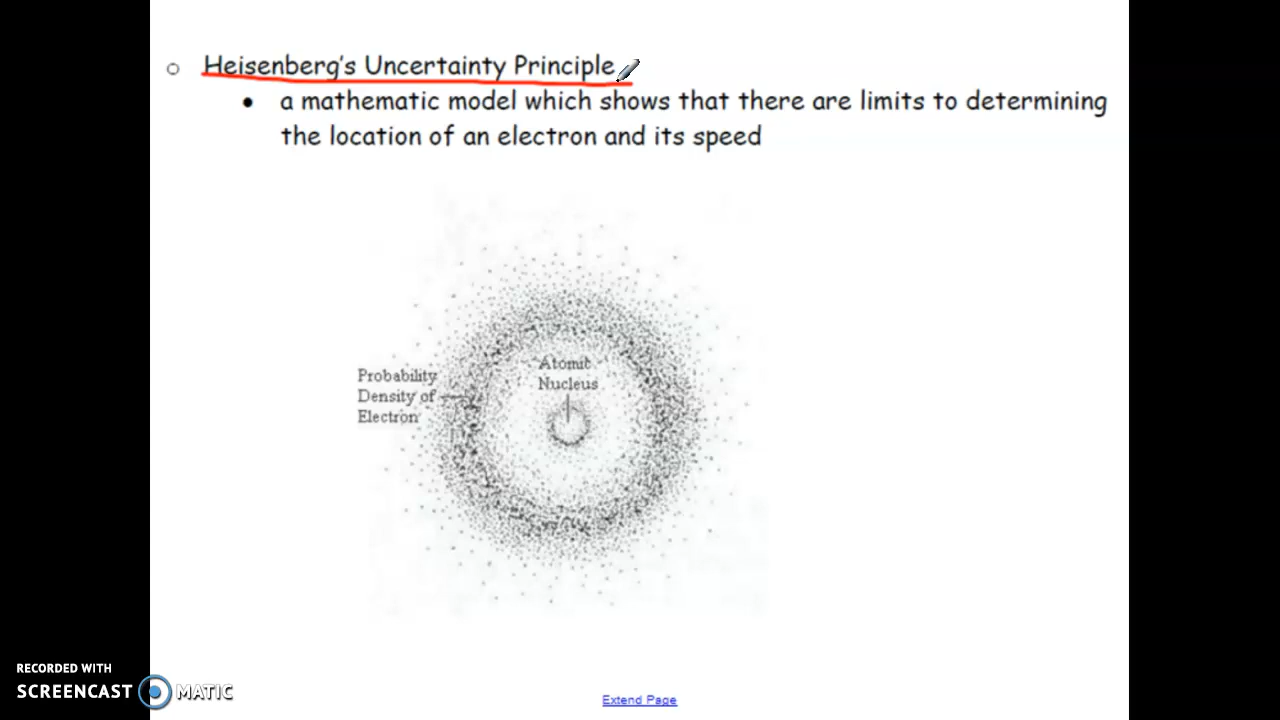 Heisenberg's Uncertainty Principle
a mathematic model which shows that there are limits to determining
the location of an electron and its speed
Atomic
Nucleus
Probability
Density of
Electron
RECORDED WITH
SCREENCAST MATIC
Extend Page